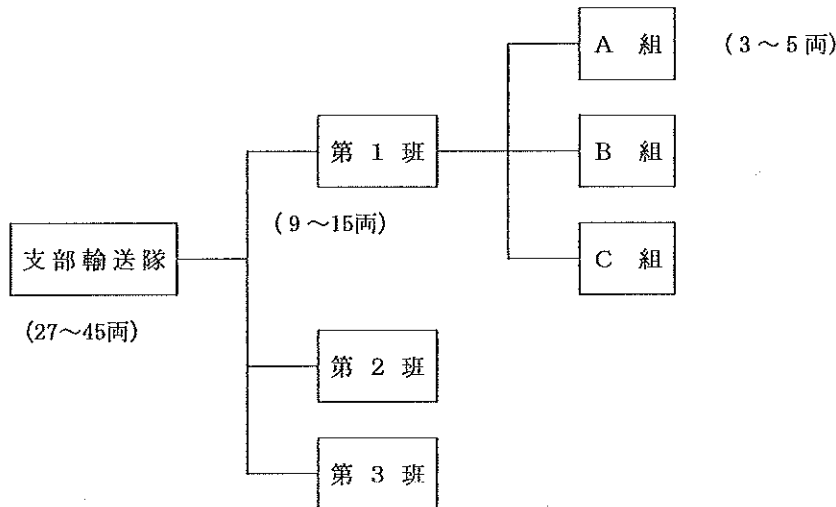 A 組
(3～5両)
第 1 班
B 組
(9～15両)
支部輸送隊
C 組
(27～45両)
第 2 班
第 3 班